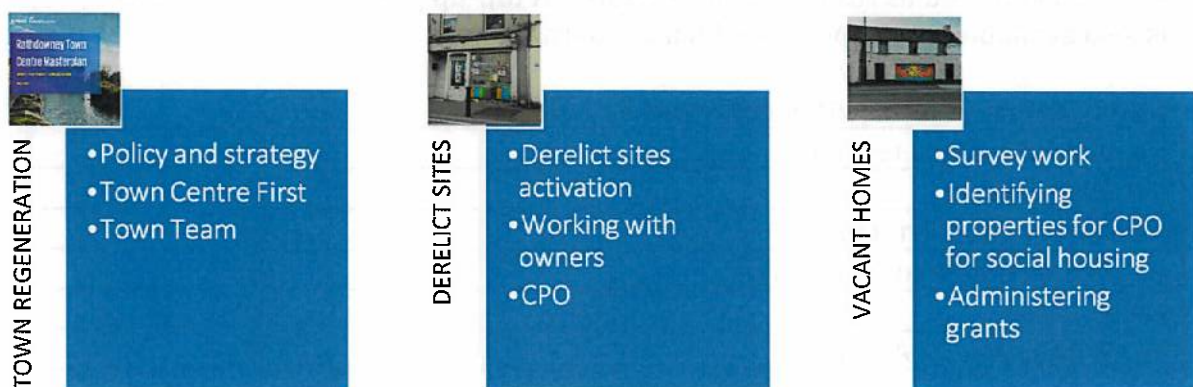 Rathdowney Town
Centre Masterplan
TOWN REGENERATION
•Policy and strategy
•Town Centre First
•Town Team
DERELICT SITES
•Derelict sites
activation
•Working with
owners
•CPO
VACANT HOMES
•Survey work
•Identifying
properties for CPO
for social housing
•Administering
grants